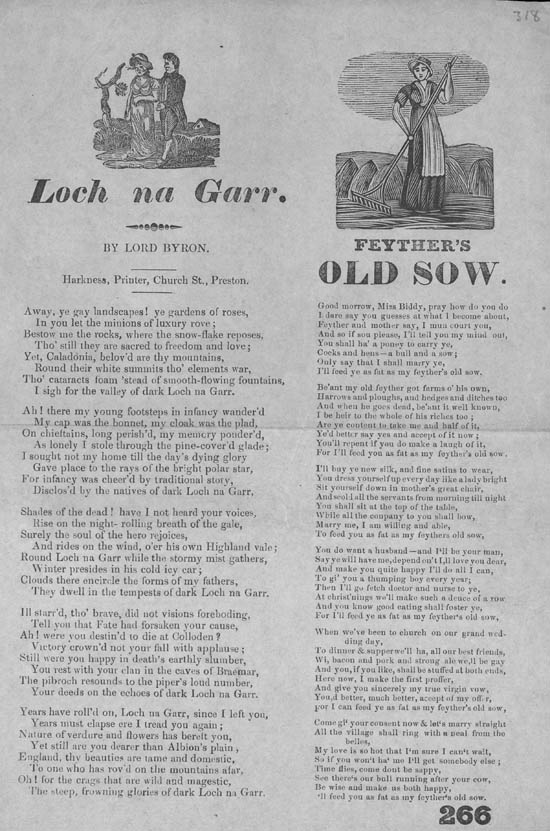 318
Loch na Garr.
BY LORD BYRON.
Harkness, Printer, Church St., Preston.
Away, ye gay landscapes! ye gardens of roses,
In you let the minions of luxury rove;
Bestow me the rocks, where the snow-flake reposes,
Tho' still they are sacred to freedom and love;
Yet, Caladonia, belov'd are thy mountains,
Round their white summits tho' elements war,
Tho' cataracts foam 'stead of smooth-flowing fountains,
I sigh for the valley of dark Loch na Garr.
Ah! there my young footsteps in infancy wander'd
My cap was the bonnet, my cloak was the plad,
On chieftains, long perish'd, my memory ponder'd,
As lonely I stole through the pine-cover'd glade;
I sought not my home till the day's dying glory
Gave place to the rays of the bright polar star,
For infancy was cheer'd by traditional story,
Disclos'd by the natives of dark Loch na Garr.
Shades of the dead! have I not heard your voices,
Rise on the night-rolling breath of the gale,
Surely the soul of the hero rejoices,
And rides on the wind, o'er his own Highland vale;
Round Loch na Garr while the stormy mist gathers,
Winter presides in his cold icy car;
Clouds there encircle the forms of my fathers,
They dwell in the tempests of dark Loch na Garr.
Ill starr'd, tho' brave, did not visions foreboding,
Tell you that Fate had forsaken your cause,
Ah! were you destin'd to die at Colloden?
Victory crown'd not your fall with applause;
Still were you happy in death's earthly slumber,
You rest with your clan in the caves of Braemar,
The pibroch resounds to the piper's loud number,
Your deeds on the echoes of dark Loch na Garr.
Years have roll'd on, Loch na Garr, since I left you,
Years must elapse ere I tread you again;
Nature of verdure and flowers has bereft you,
Yet still are you dearer than Albion's plain,
England, thy beauties are tame and domestic,
To one who has rov'd on the mountains afar,
Oh! for the crags that are wild and magestic,
The steep, frowning glories of dark Loch na Garr.
FEYTHER'S
OLD SOW.
Good morrow, Miss Biddy, pray how do you do
I dare say you guesses at what I become about,
Feyther and mother say, I mua court you,
And so if sou please, I'll tell you my mind out,
You shall ha' a poney to carry ye,
Cocks and hens—a bull and a sow;
Only say that I shall marry ye,
I'll feed ye as fat as my feyther's old sow.
Be'ant my old feyther got farms o' his own,
Harrows and ploughs, and hedges and ditches too
And when he goes dead, be'ant it well known,
I be heir to the whole of his riches too;
Are ye content to take me and half of it,
Ye'd better say yes and accept of it now;
You'll repent if you do make a laugh of it,
For I'll feed you as fat as my feyther's old sow.
I'll buy ye new silk, and fine satins to wear,
You dress yourself up every day like a lady bright
Sit yourself down in mother's great chair,
And scold all the servants from morning till night
You shall sit at the top of the table,
While all the company to you shall bow,
Marry me, I am willing and able,
To feed you as fat as my feythers old sow,
You do want a husband—and I'll be your man,
Say ye will have me, depend on't I,ll love you dear,
And make you quite happy I'll do all I can,
To gi' you a thumping boy every year;
Then I'll go fetch doctor and nurse to ye,
At christ'nings we'll make such a deuce of a row
And you know good eating shall foster ye,
For I'll feed ye as fat as my feyther's old sow,
When we've been to church on our grand wed-
ding day,
To dinner & supper we'll ha, all our best friends,
Wi, bacon and pork and strong ale we,ll be gay
And you, if you like, shall be stuffed at both ends,
Here now, I make the first proffer,
And give you sincerely my true virgin vow,
You,d better, much better, accept of my offer,
For I can feed ye as fat as my feyther's old sow,
Come gi' your consent now & let's marry straight
All the village shall ring with a peal from the
belles,
My love is so hot that I'm sure I can't wait,
So if you won't ha' me I'll get somebody else;
Time flies, come dont be sappy,
See there's our bull running after your cow,
Be wise and make us both happy,
'll feed you as fat as my feyther's old sow.
266